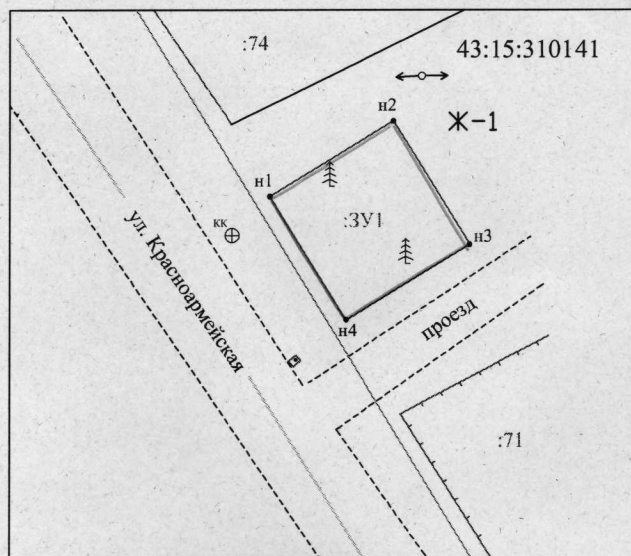 :74
43:15:310141
н2
Ж-1
н1
:ЗУ1
кк
н3
ул. Красноармейская
н4
проезд
:71